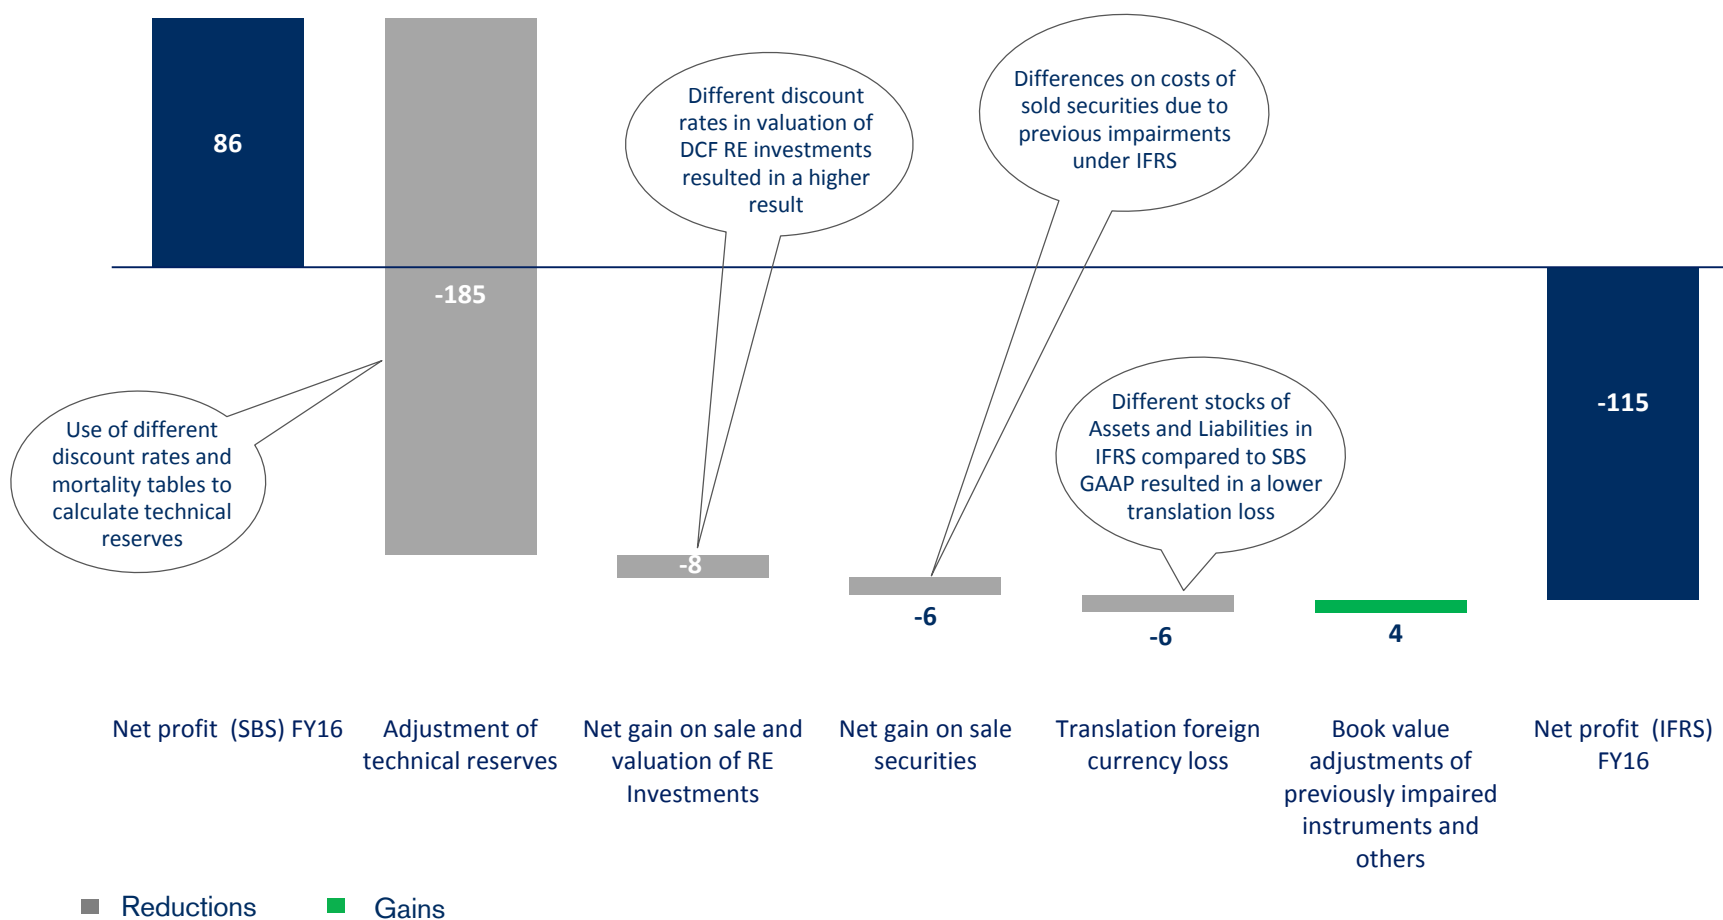 86
Different discount
rates in valuation of
DCF RE investments
resulted in a higher
result
Differences on costs of
sold securities due to
previous impairments
under IFRS
-185
Use of different
discount rates and
mortality tables to
calculate technical
reserves
Different stocks of
Assets and Liabilities in
IFRS compared to SBS
GAAP resulted in a lower
translation loss
-115
-8
-6
-6
4
Net profit (SBS) FY16
Adjustment of
technical reserves
Net gain on sale and
valuation of RE
Investments
Net gain on sale
securities
Translation foreign
currency loss
Book value
adjustments of
previously impaired
instruments and
others
Net profit (IFRS)
FY16
Reductions
Gains